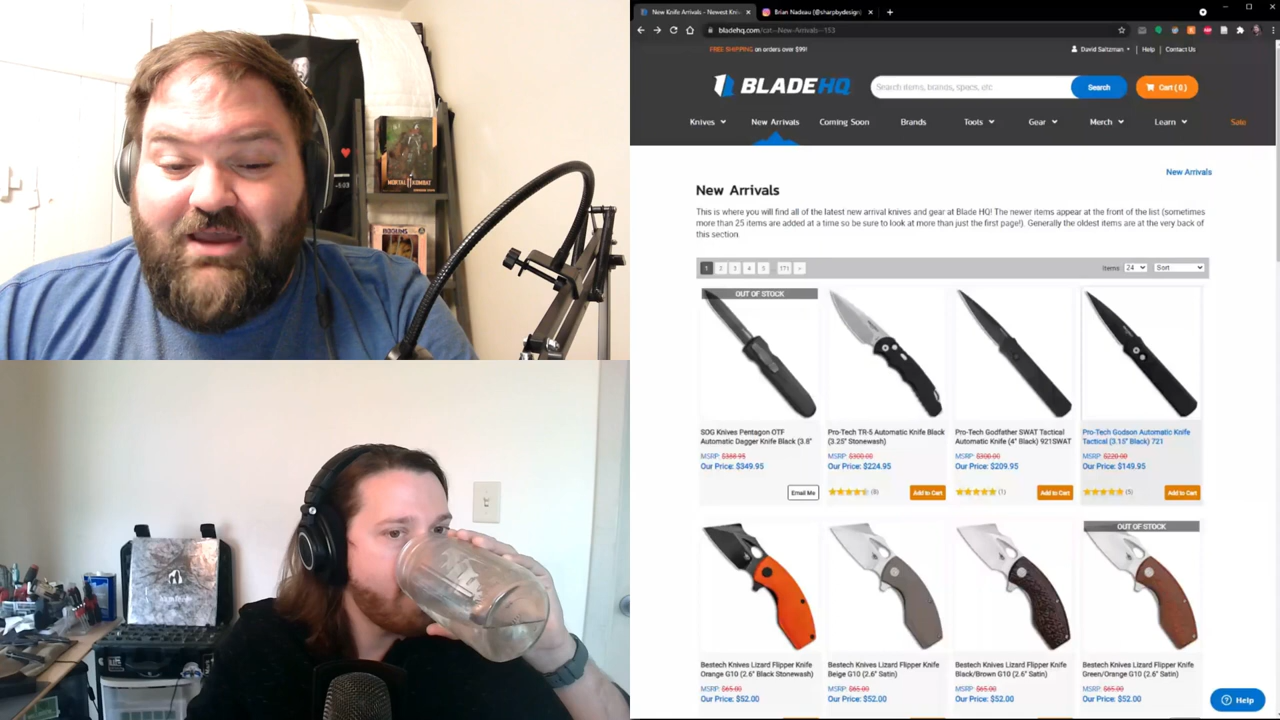 New Knife Arrivals - Newest Kni
Brian Nadeau (@sharpbydesign)
bladehq.com/cat--New-Arrivals--153
FREE SHIPPING on orders over $99!
David Saltzman
Help
Contact Us
BLADE HQ
Search items, brands, specs, etc
Search
Cart ( 0 )
Knives
New Arrivals
Coming Soon
Brands
Tools
Gear
Merch
Learn
Sale
New Arrivals
New Arrivals
This is where you will find all of the latest new arrival knives and gear at Blade HQ! The newer items appear at the front of the list (sometimes
more than 25 items are added at a time so be sure to look at more than just the first page!). Generally the oldest items are at the very back of
this section.
1 2 3 4 5 ... 171 >
Items: 24 Sort
OUT OF STOCK
SOG Knives Pentagon OTF
Automatic Dagger Knife Black (3.8"
MSRP: $388.95
Our Price: $349.95
Email Me
Pro-Tech TR-5 Automatic Knife Black
(3.25" Stonewash)
MSRP: $300.00
Our Price: $224.95
(8)
Add to Cart
Pro-Tech Godfather SWAT Tactical
Automatic Knife (4" Black) 921SWAT
MSRP: $300.00
Our Price: $209.95
(1)
Add to Cart
Pro-Tech Godson Automatic Knife
Tactical (3.15" Black) 721
MSRP: $220.00
Our Price: $149.95
(5)
Add to Cart
Bestech Knives Lizard Flipper Knife
Orange G10 (2.6" Black Stonewash)
MSRP: $65.00
Our Price: $52.00
Bestech Knives Lizard Flipper Knife
Beige G10 (2.6" Satin)
MSRP: $65.00
Our Price: $52.00
Bestech Knives Lizard Flipper Knife
Black/Brown G10 (2.6" Satin)
MSRP: $65.00
Our Price: $52.00
OUT OF STOCK
Bestech Knives Lizard Flipper Knife
Green/Orange G10 (2.6" Satin)
MSRP: $65.00
Our Price: $52.00
Help
MORTAL KOMBAT